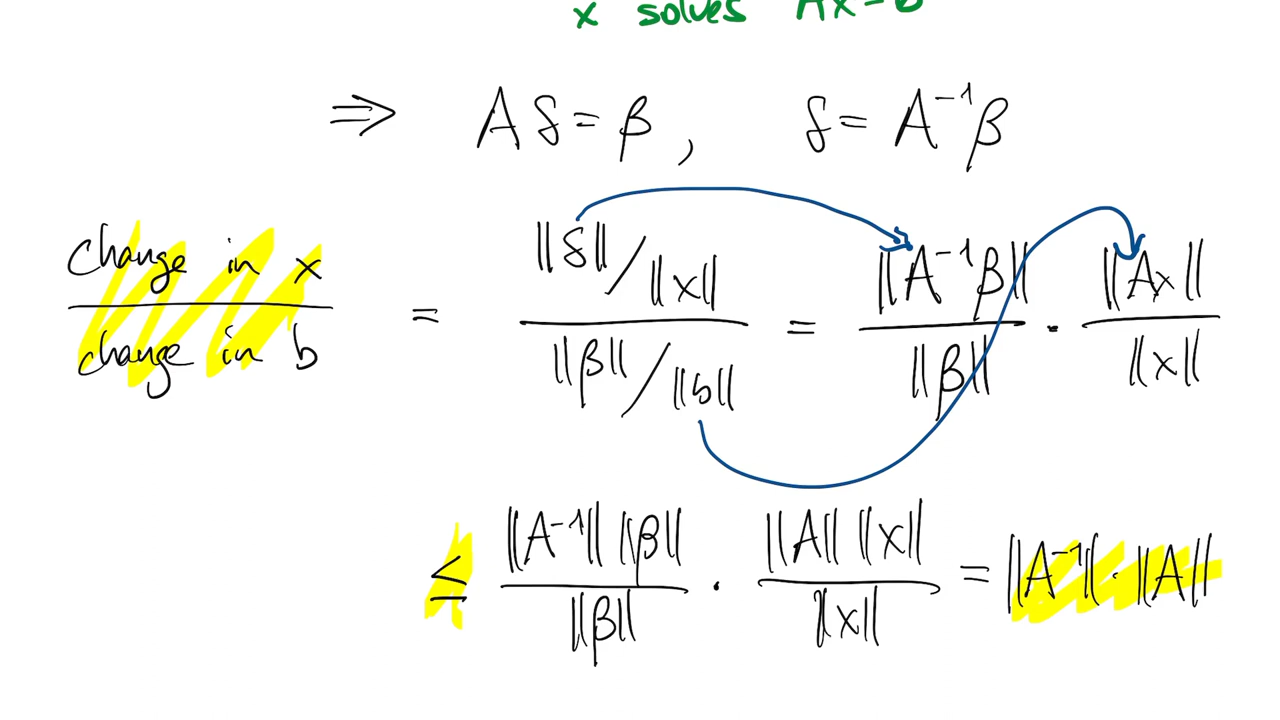 x solves Ax=b
⇒ Aδ = β, δ = A⁻¹β
change in x / change in b = (‖δ‖/‖x‖) / (‖β‖/‖b‖) = ‖A⁻¹β‖ / ‖β‖ · ‖Ax‖ / ‖x‖
≤ ‖A⁻¹‖ ‖β‖ / ‖β‖ · ‖A‖ ‖x‖ / ‖x‖ = ‖A⁻¹‖ · ‖A‖